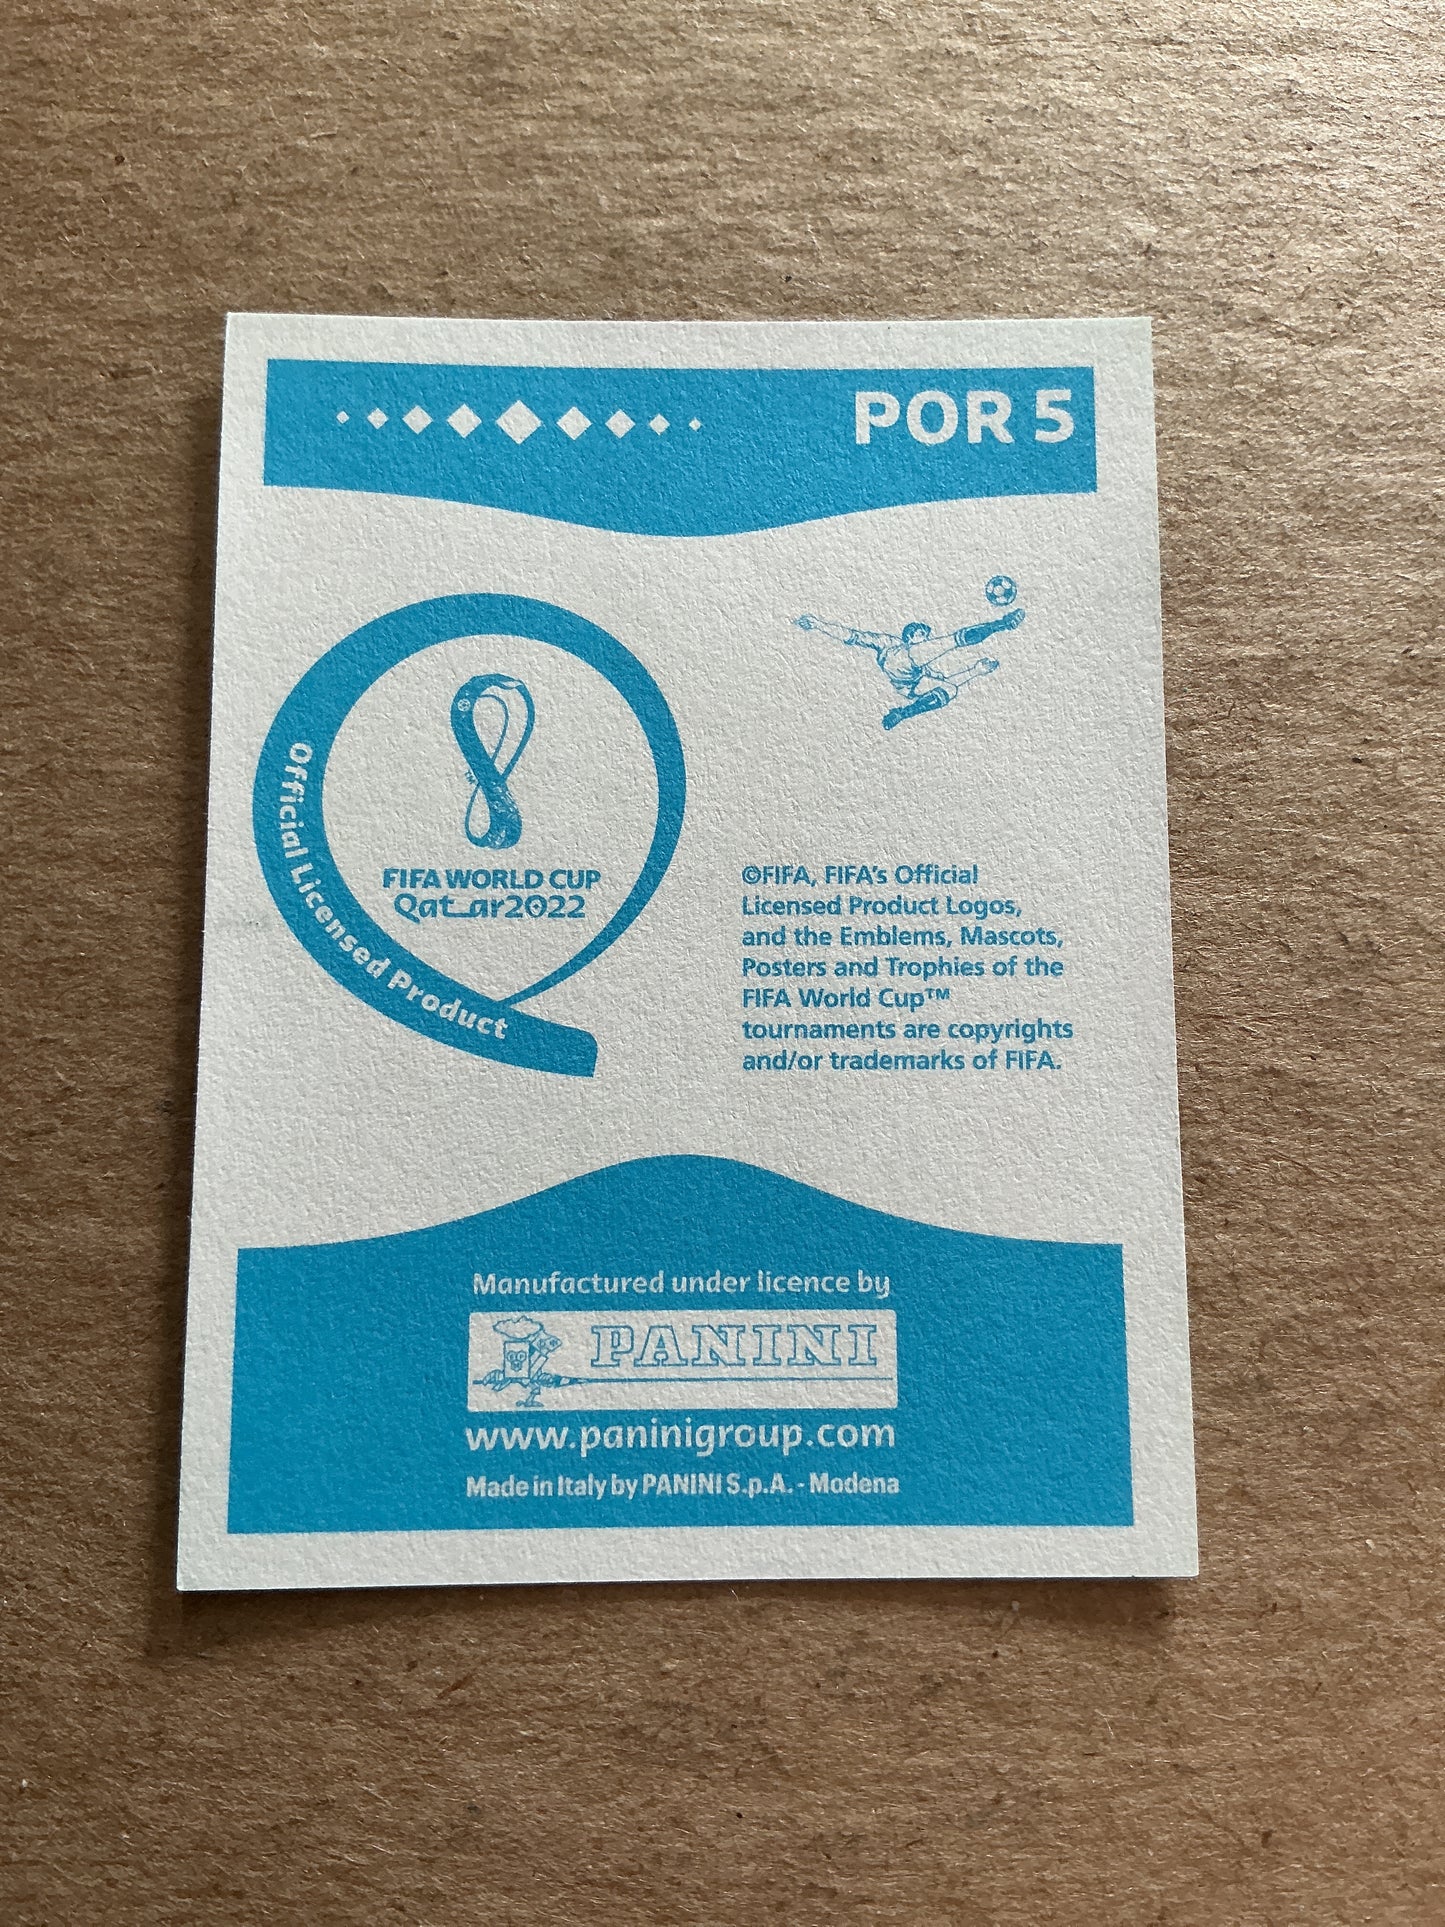 POR 5
Official Licensed Product
FIFA WORLD CUP
Qatar2022
©FIFA, FIFA's Official
Licensed Product Logos,
and the Emblems, Mascots,
Posters and Trophies of the
FIFA World Cup™
tournaments are copyrights
and/or trademarks of FIFA.
Manufactured under licence by
PANINI
www.paninigroup.com
Made in Italy by PANINI S.p.A. - Modena